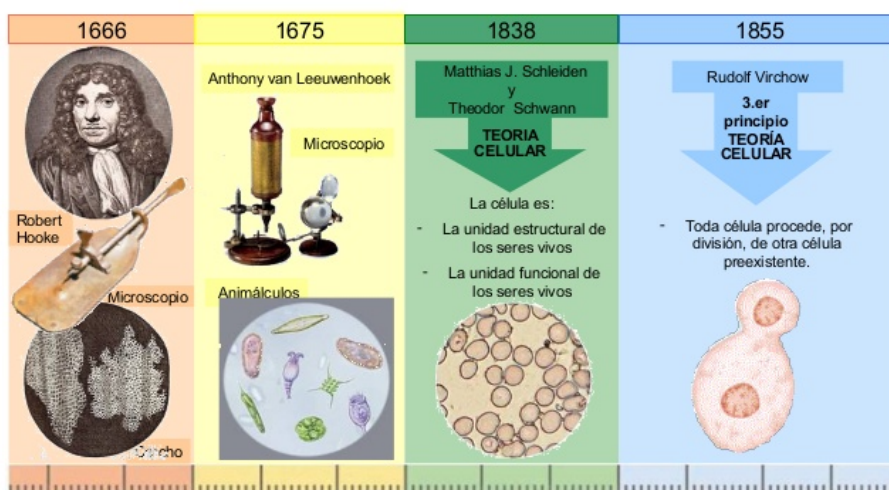 1666
Robert
Hooke
Microscopio
Corcho
1675
Anthony van Leeuwenhoek
Microscopio
Animálculos
1838
Matthias J. Schleiden
y
Theodor Schwann
TEORIA
CELULAR
La célula es:
- La unidad estructural de
los seres vivos
- La unidad funcional de
los seres vivos
1855
Rudolf Virchow
3.er
principio
TEORÍA
CELULAR
- Toda célula procede, por
división, de otra célula
preexistente.